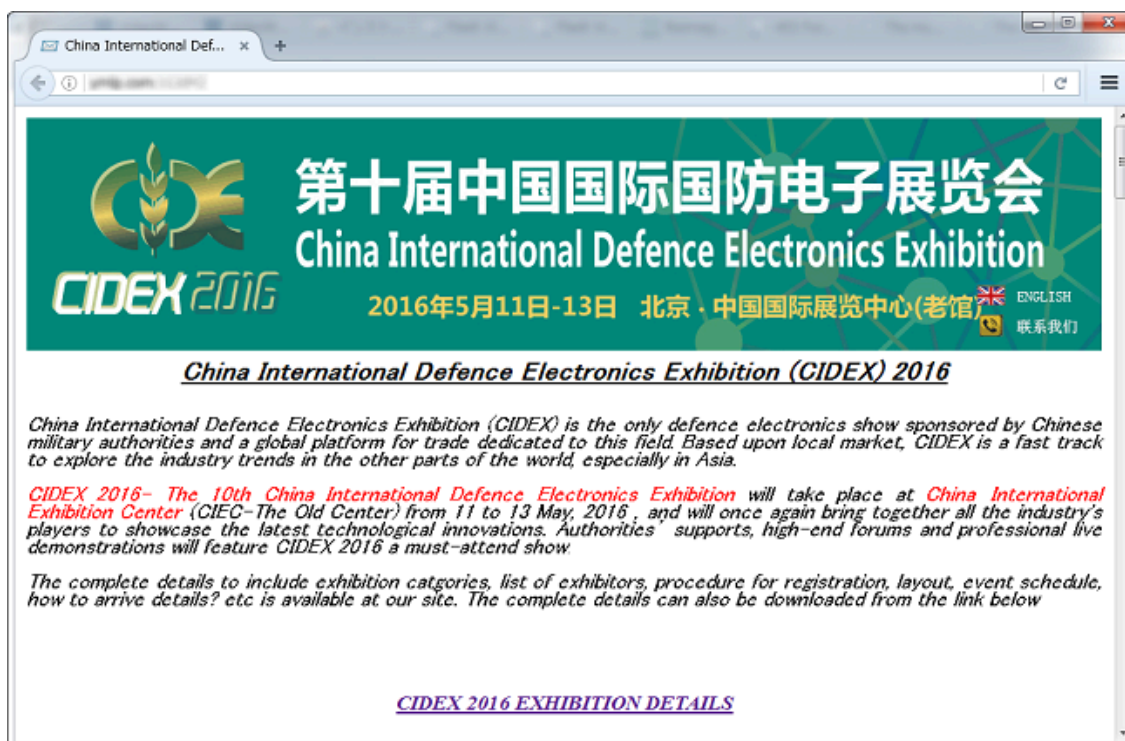 China International Def...
第十届中国国际国防电子展览会
China International Defence Electronics Exhibition
CIDEX 2016
2016年5月11日-13日 北京·中国国际展览中心(老馆)
ENGLISH
联系我们
China International Defence Electronics Exhibition (CIDEX) 2016
China International Defence Electronics Exhibition (CIDEX) is the only defence electronics show sponsored by Chinese
military authorities and a global platform for trade dedicated to this field. Based upon local market, CIDEX is a fast track
to explore the industry trends in the other parts of the world, especially in Asia.
CIDEX 2016- The 10th China International Defence Electronics Exhibition will take place at China International
Exhibition Center (CIEC-The Old Center) from 11 to 13 May, 2016 , and will once again bring together all the industry's
players to showcase the latest technological innovations. Authorities' supports, high-end forums and professional live
demonstrations will feature CIDEX 2016 a must-attend show.
The complete details to include exhibition catgories, list of exhibitors, procedure for registration, layout, event schedule,
how to arrive details? etc is available at our site. The complete details can also be downloaded from the link below
CIDEX 2016 EXHIBITION DETAILS